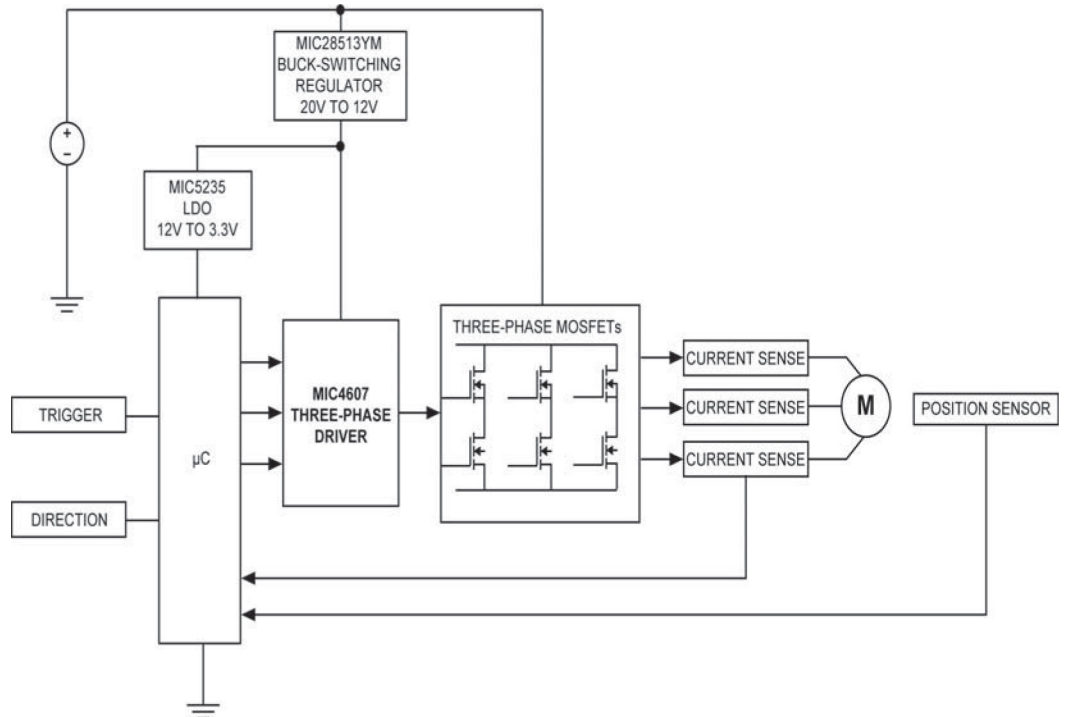 MIC28513YM
BUCK-SWITCHING
REGULATOR
20V TO 12V
+
–
MIC5235
LDO
12V TO 3.3V
THREE-PHASE MOSFETs
CURRENT SENSE
MIC4607
THREE-PHASE
DRIVER
CURRENT SENSE
M
POSITION SENSOR
TRIGGER
µC
CURRENT SENSE
DIRECTION